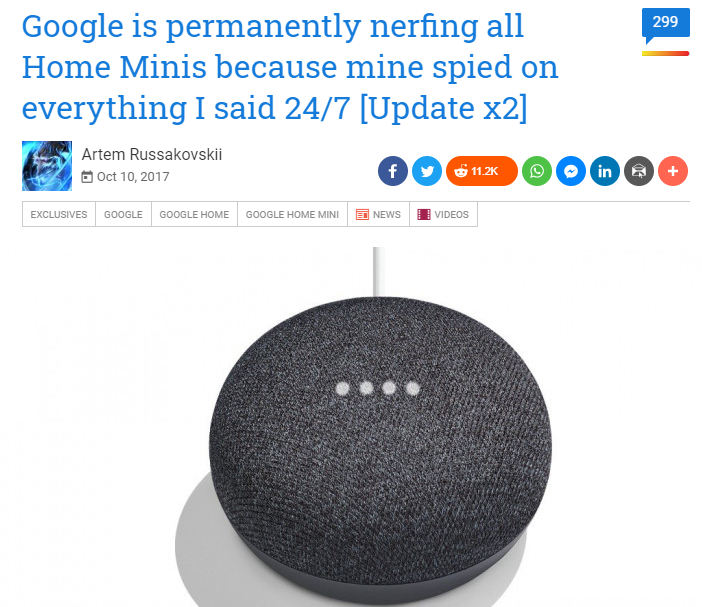 Google is permanently nerfing all
Home Minis because mine spied on
everything I said 24/7 [Update x2]
299
Artem Russakovskii
Oct 10, 2017
11.2K
EXCLUSIVES GOOGLE GOOGLE HOME GOOGLE HOME MINI NEWS VIDEOS